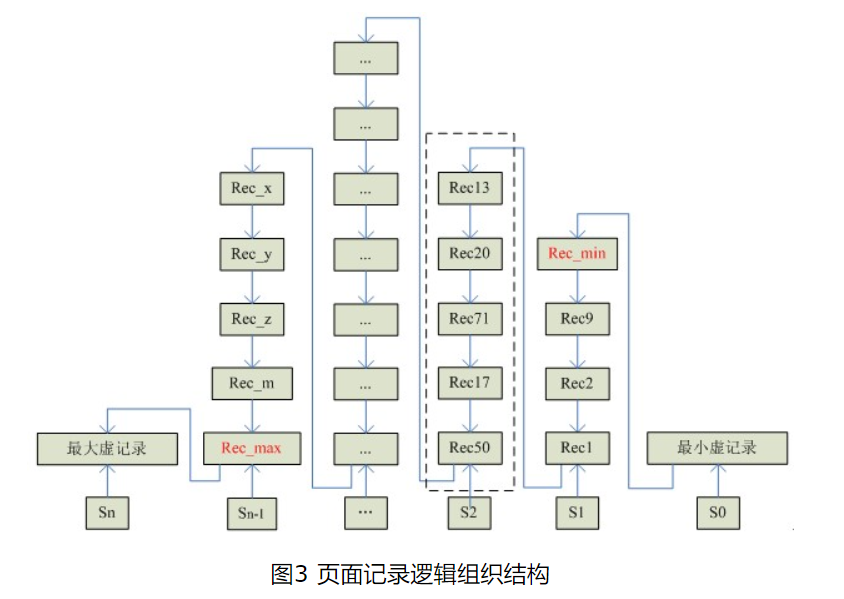 ...
...
Rec_x
...
Rec13
Rec_y
...
Rec20
Rec_min
Rec_z
...
Rec71
Rec9
Rec_m
...
Rec17
Rec2
最大虚记录
Rec_max
...
Rec50
Rec1
最小虚记录
Sn
Sn-1
...
S2
S1
S0
图3 页面记录逻辑组织结构